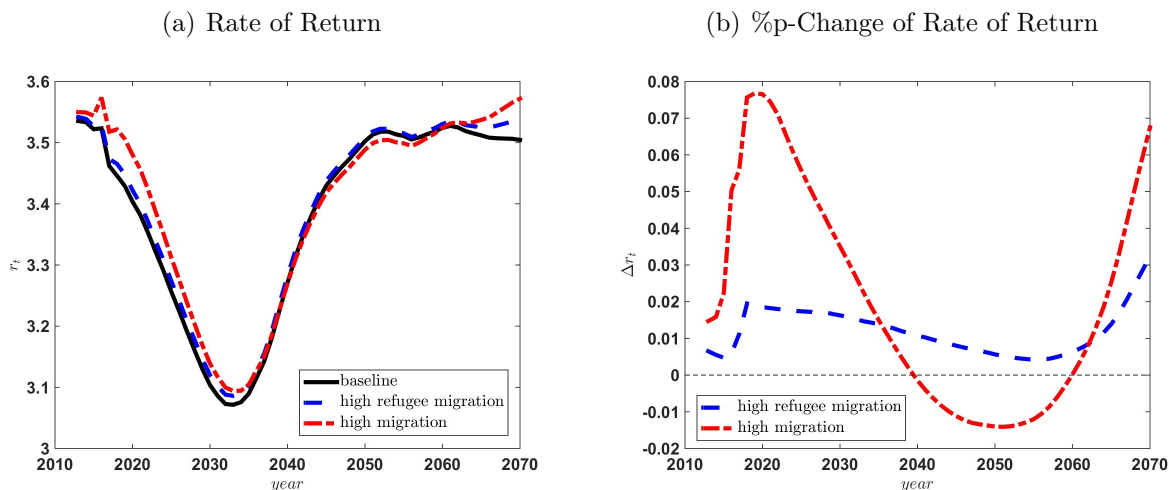 (a) Rate of Return
3.6
3.5
3.4
3.3
3.2
3.1
3
r_t
2010 2020 2030 2040 2050 2060 2070
year
baseline
high refugee migration
high migration
(b) %p-Change of Rate of Return
0.08
0.07
0.06
0.05
0.04
0.03
0.02
0.01
0
-0.01
-0.02
Δr_t
2010 2020 2030 2040 2050 2060 2070
year
high refugee migration
high migration